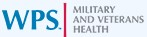 WPS. MILITARY
AND VETERANS
HEALTH